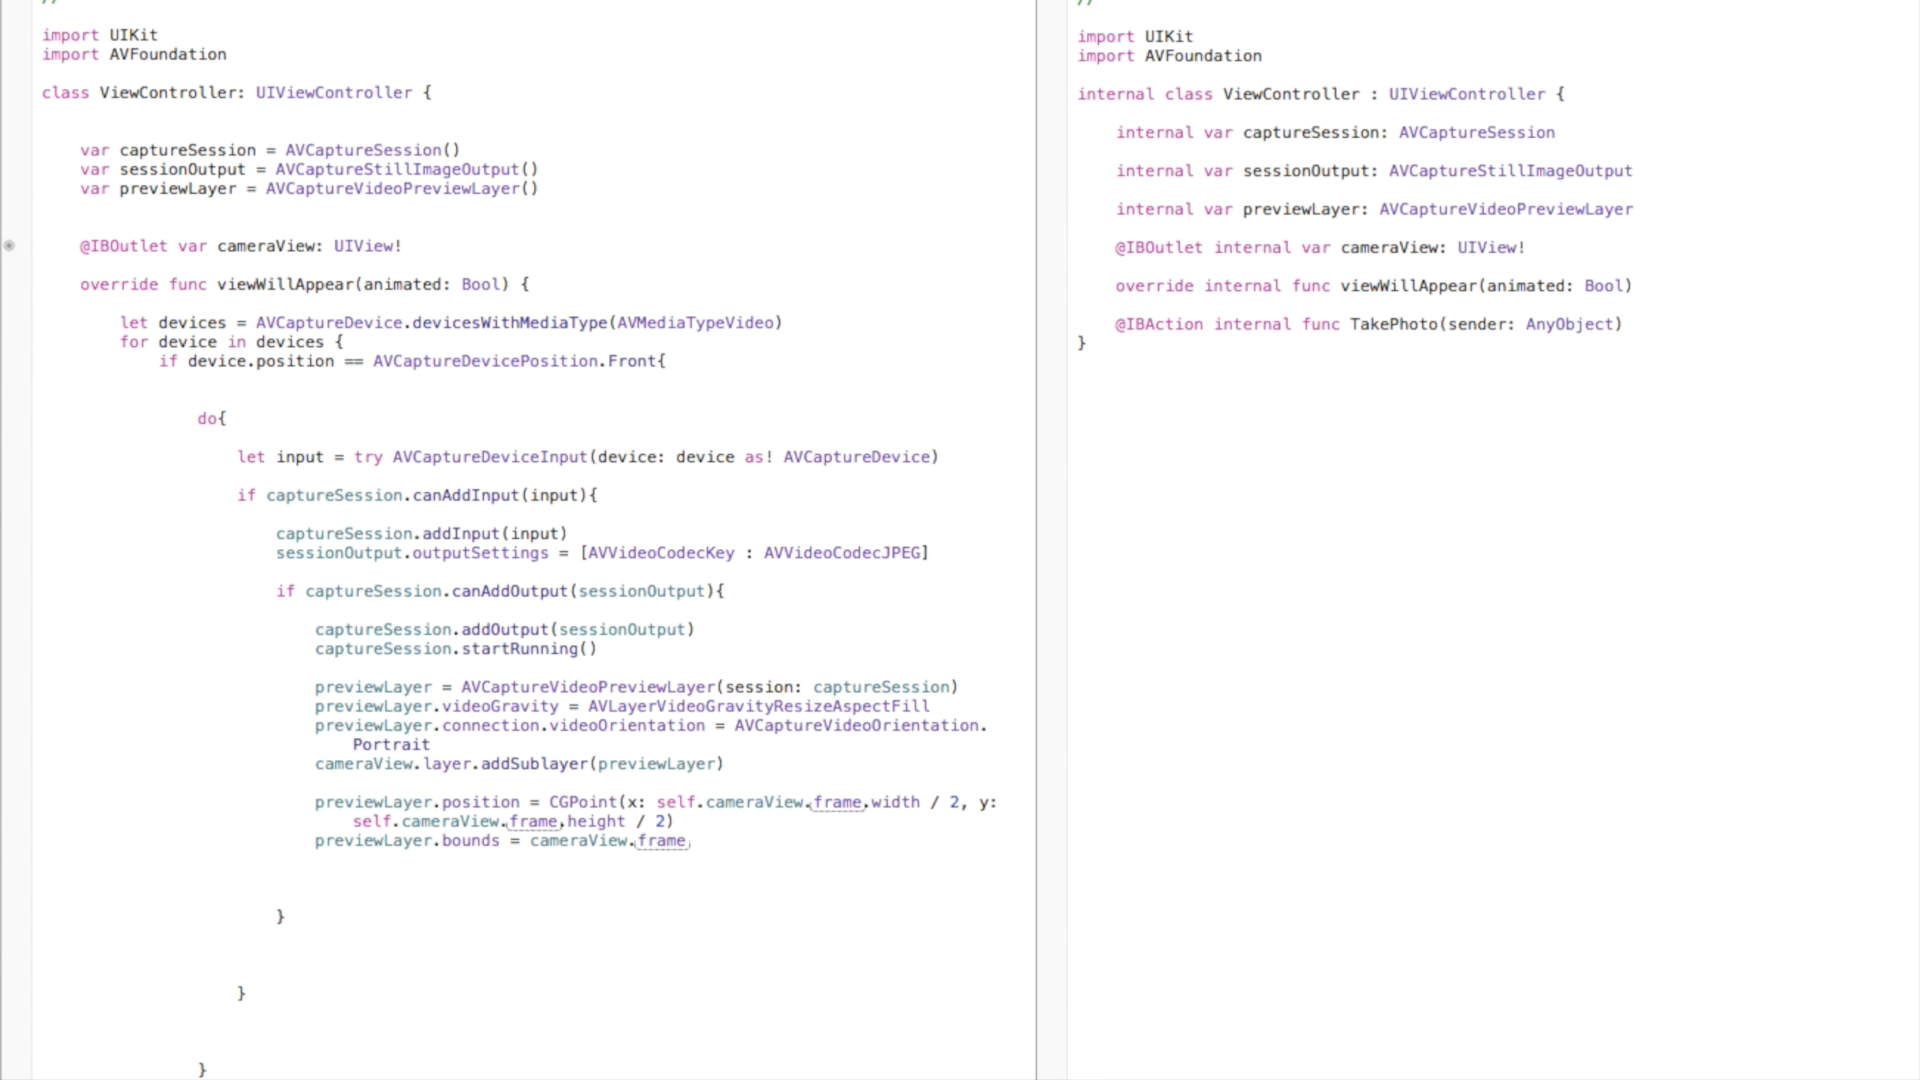 //
import UIKit
import AVFoundation
class ViewController: UIViewController {
var captureSession = AVCaptureSession()
var sessionOutput = AVCaptureStillImageOutput()
var previewLayer = AVCaptureVideoPreviewLayer()
@IBOutlet var cameraView: UIView!
override func viewWillAppear(animated: Bool) {
let devices = AVCaptureDevice.devicesWithMediaType(AVMediaTypeVideo)
for device in devices {
if device.position == AVCaptureDevicePosition.Front{
do{
let input = try AVCaptureDeviceInput(device: device as! AVCaptureDevice)
if captureSession.canAddInput(input){
captureSession.addInput(input)
sessionOutput.outputSettings = [AVVideoCodecKey : AVVideoCodecJPEG]
if captureSession.canAddOutput(sessionOutput){
captureSession.addOutput(sessionOutput)
captureSession.startRunning()
previewLayer = AVCaptureVideoPreviewLayer(session: captureSession)
previewLayer.videoGravity = AVLayerVideoGravityResizeAspectFill
previewLayer.connection.videoOrientation = AVCaptureVideoOrientation.
Portrait
cameraView.layer.addSublayer(previewLayer)
previewLayer.position = CGPoint(x: self.cameraView.frame.width / 2, y:
self.cameraView.frame.height / 2)
previewLayer.bounds = cameraView.frame
}
}
}
//
import UIKit
import AVFoundation
internal class ViewController : UIViewController {
internal var captureSession: AVCaptureSession
internal var sessionOutput: AVCaptureStillImageOutput
internal var previewLayer: AVCaptureVideoPreviewLayer
@IBOutlet internal var cameraView: UIView!
override internal func viewWillAppear(animated: Bool)
@IBAction internal func TakePhoto(sender: AnyObject)
}